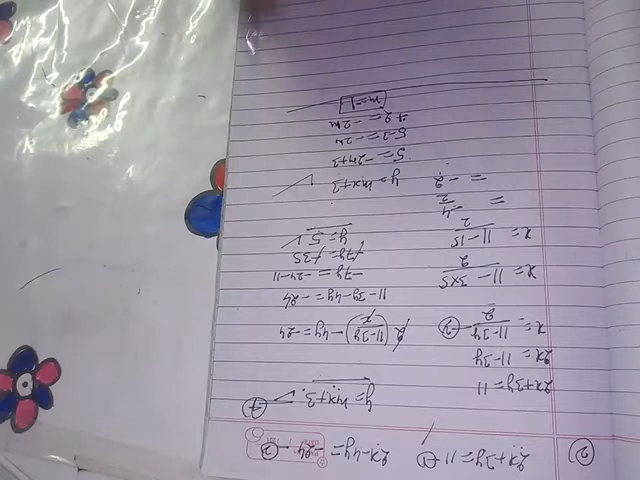 2) 2x+3y=11 —① 2x-4y=-24 —②
y=mx+3
2x+3y=11
2x=11-3y
x=11-3y/2 —③
2(11-3y/2)-4y=-24
11-3y-4y=-24
-7y=-24-11
-7y=-35
y=5
x=11-3x5/2
x=11-15/2
=-4/2
=-2
y=mx+3
5=-2m+3
5-3=-2m
2=-2m
m=-1